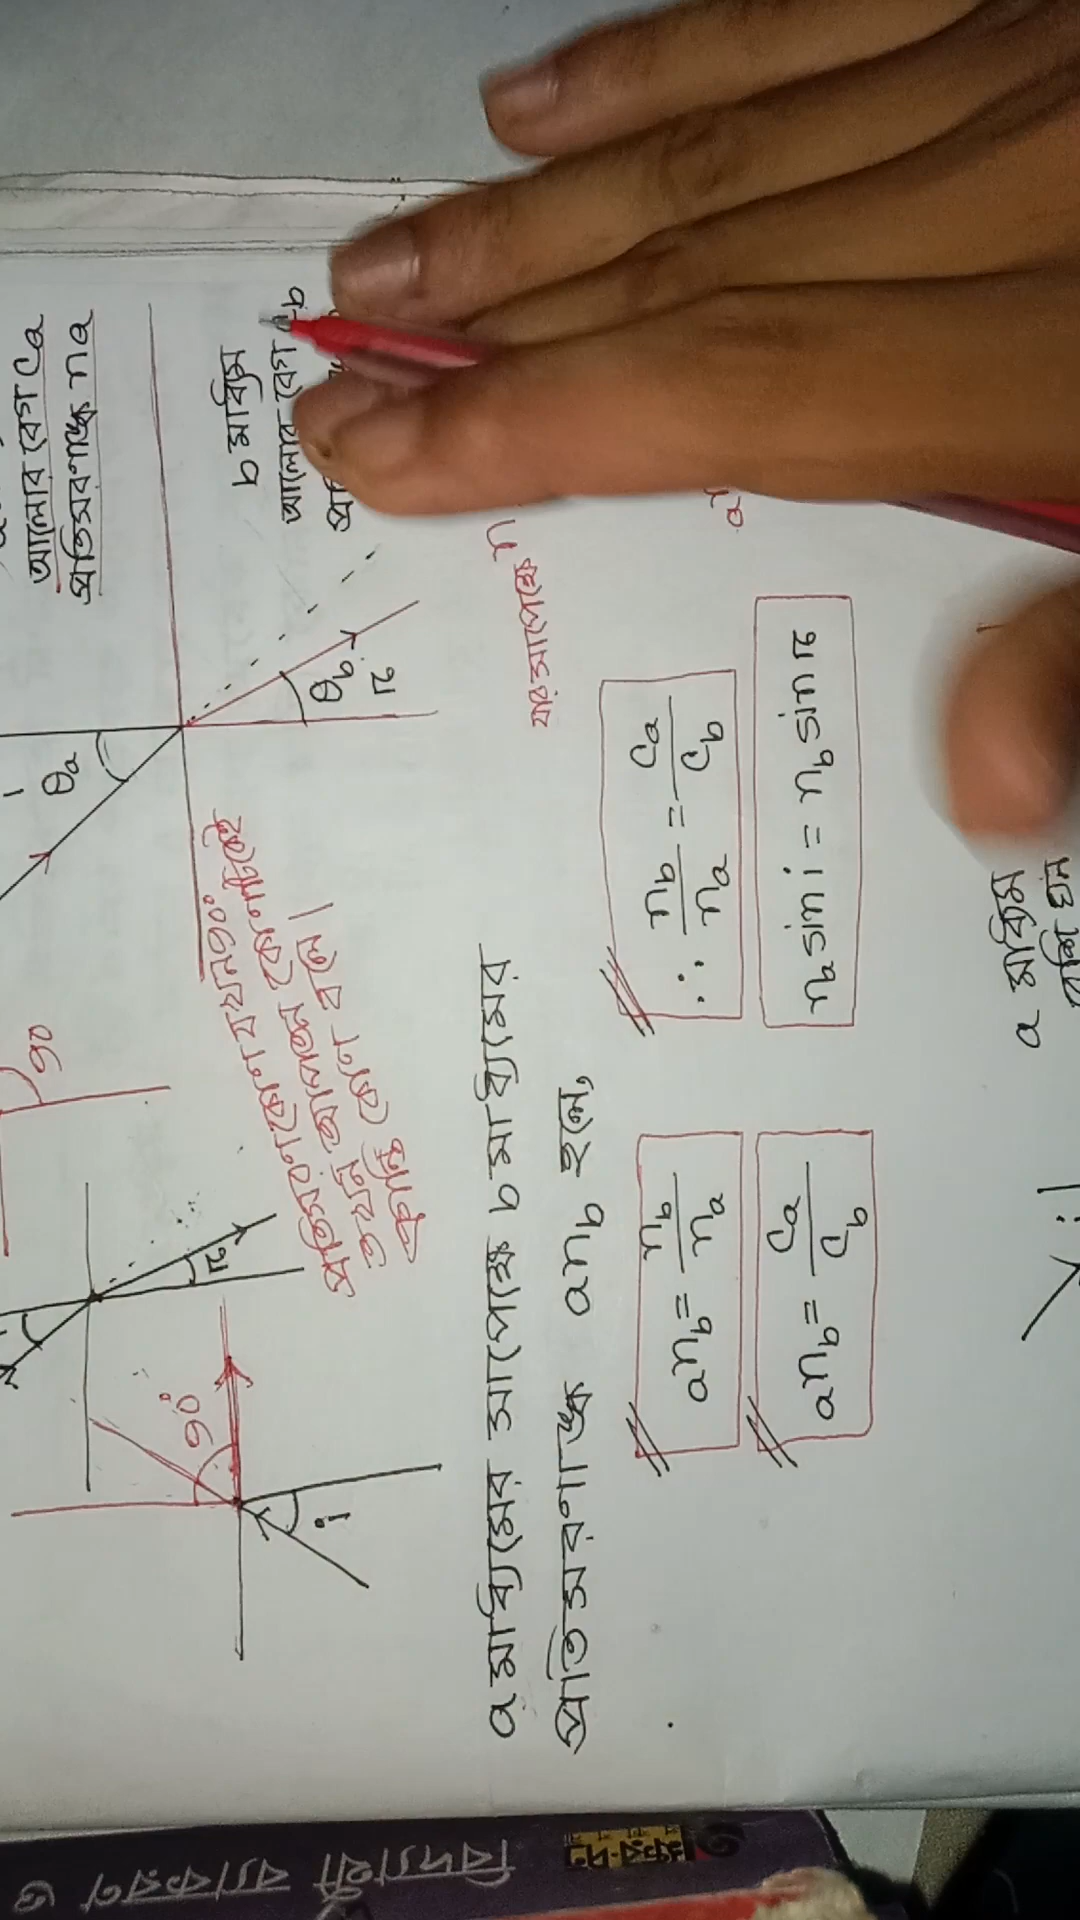 আলোর বেগ Ca
প্রতিসরণাঙ্ক na
b মাধ্যম
আলোর বেগ
θa
θb
r
i
90
90°
r
i
প্রতিসরণ কোণ যখন 90°
তখন আপতন কোণটিকেই
ক্রান্তি কোণ বলে।
a মাধ্যমের সাপেক্ষে b মাধ্যমের
প্রতিসরণাঙ্ক anb হলে,
anb = nb/na
∴ nb/na = Ca/Cb
anb = Ca/Cb
na sin i = nb sin r
a মাধ্যম
বিদ্যার্থী ব্যাকরণ ও